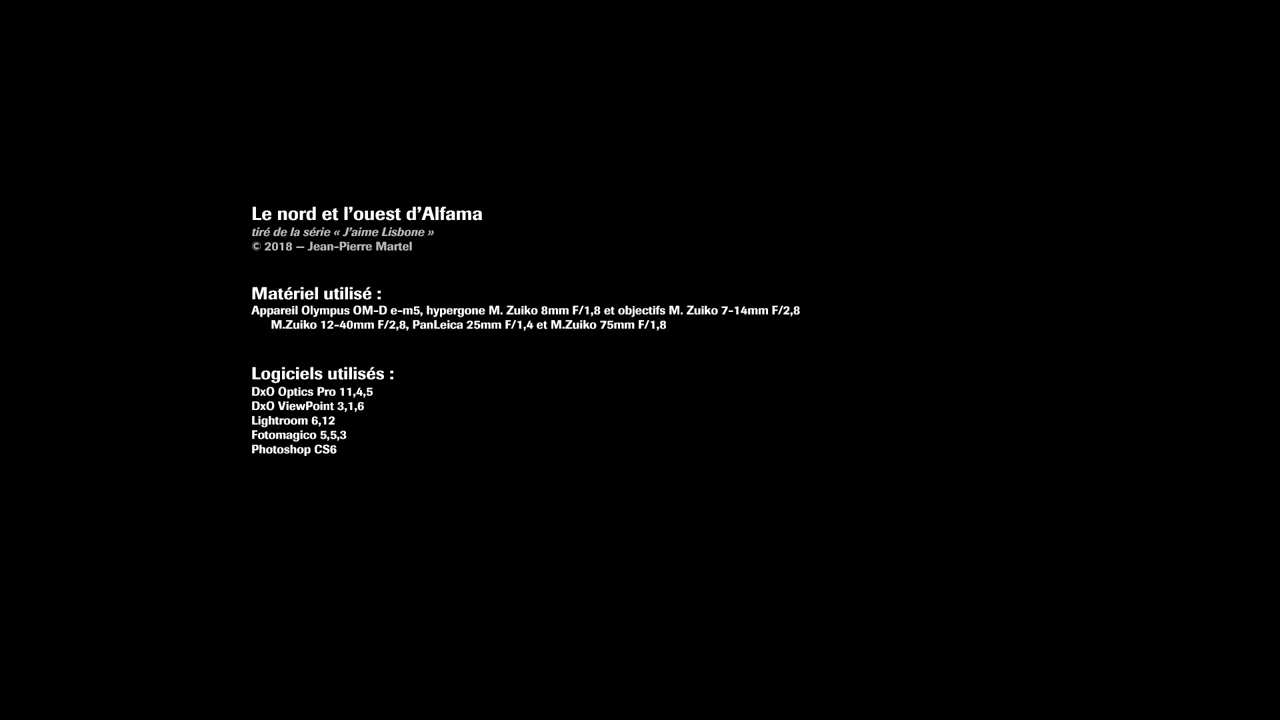 Le nord et l’ouest d’Alfama
tiré de la série « J’aime Lisbone »
© 2018 — Jean-Pierre Martel
Matériel utilisé :
Appareil Olympus OM-D e-m5, hypergone M. Zuiko 8mm F/1,8 et objectifs M. Zuiko 7-14mm F/2,8
M.Zuiko 12-40mm F/2,8, PanLeica 25mm F/1,4 et M.Zuiko 75mm F/1,8
Logiciels utilisés :
DxO Optics Pro 11,4,5
DxO ViewPoint 3,1,6
Lightroom 6,12
Fotomagico 5,5,3
Photoshop CS6